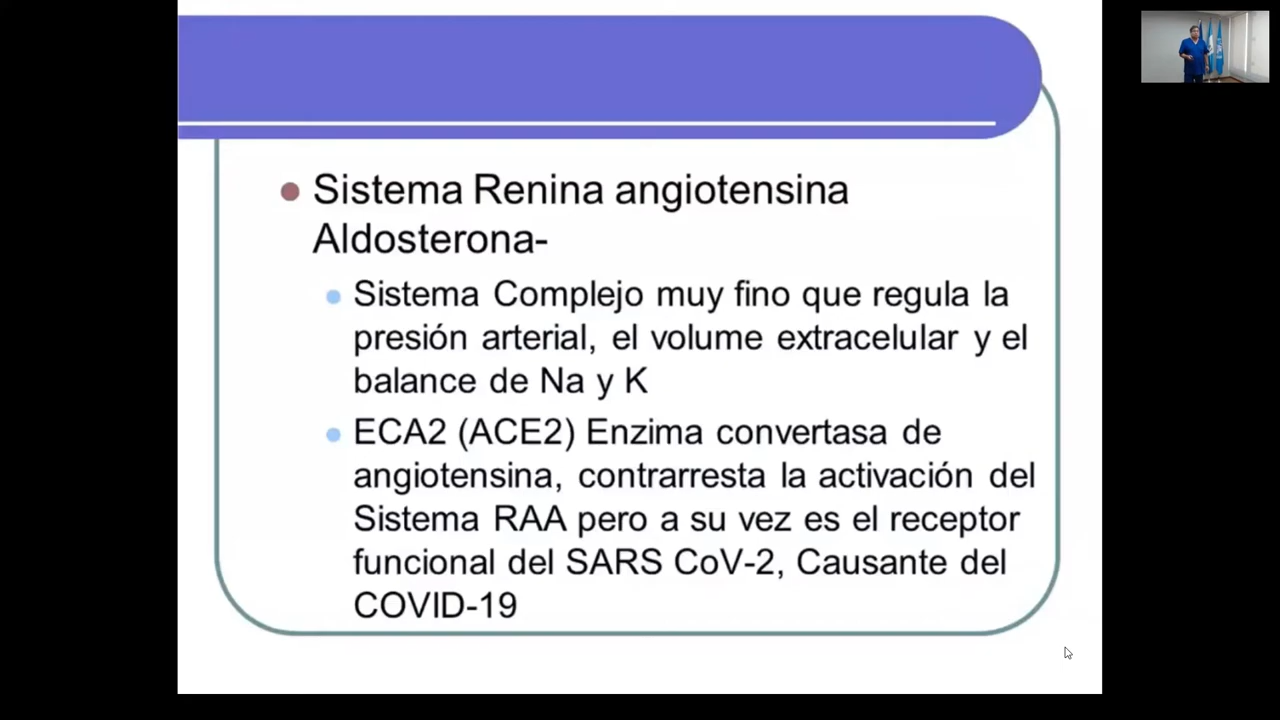 Sistema Renina angiotensina
Aldosterona-
Sistema Complejo muy fino que regula la
presión arterial, el volume extracelular y el
balance de Na y K
ECA2 (ACE2) Enzima convertasa de
angiotensina, contrarresta la activación del
Sistema RAA pero a su vez es el receptor
funcional del SARS CoV-2, Causante del
COVID-19